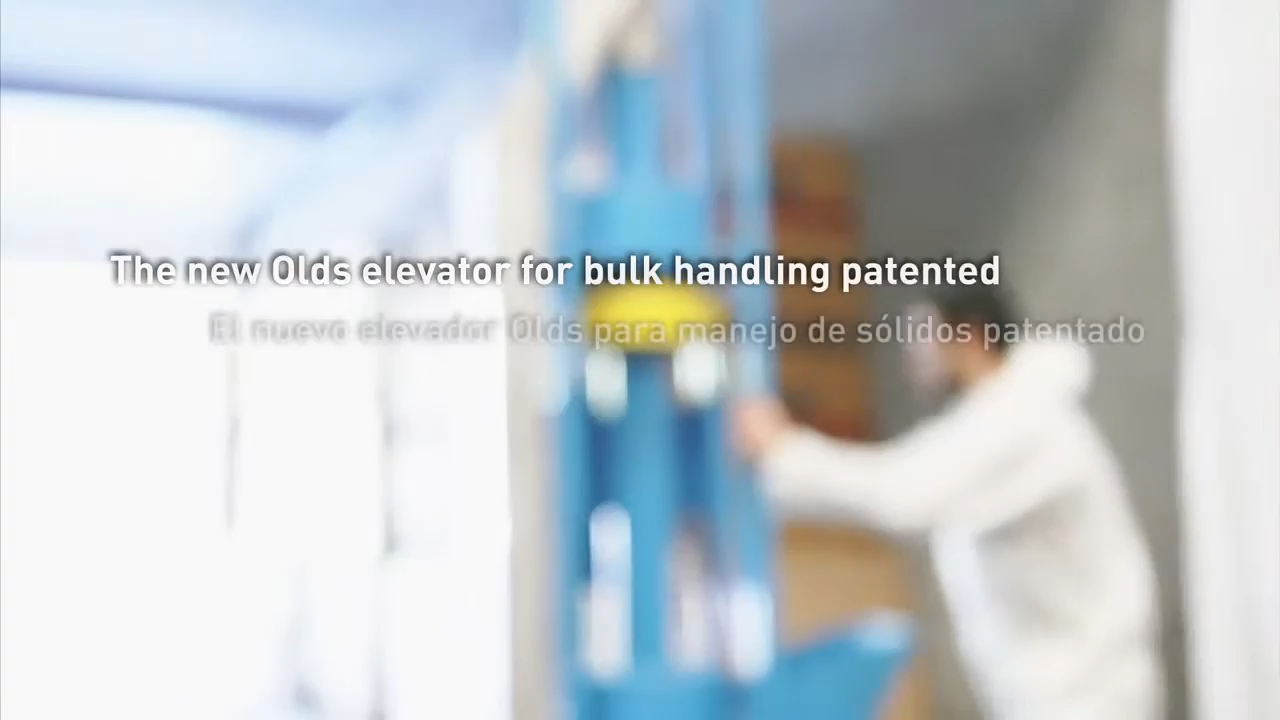 The new Olds elevator for bulk handling patented
El nuevo elevador Olds para manejo de sólidos patentado